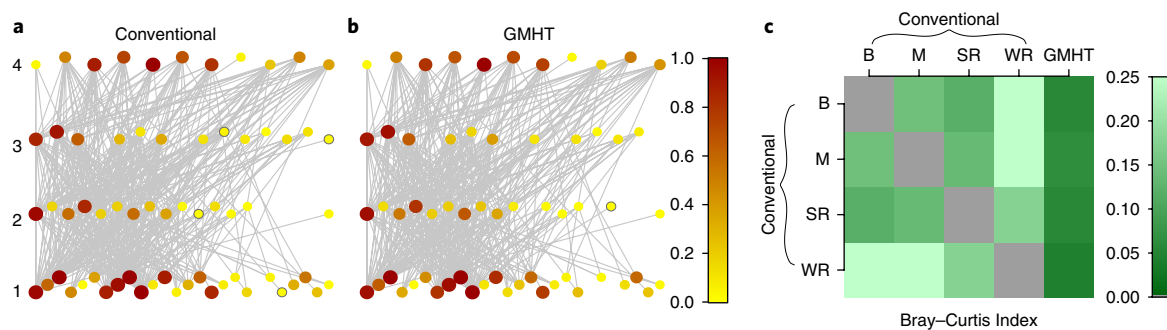 a
Conventional
4
3
2
1
b
GMHT
1.0
0.8
0.6
0.4
0.2
0.0
c
Conventional
B M SR WR GMHT
Conventional
B
M
SR
WR
0.25
0.20
0.15
0.10
0.05
0.00
Bray–Curtis Index